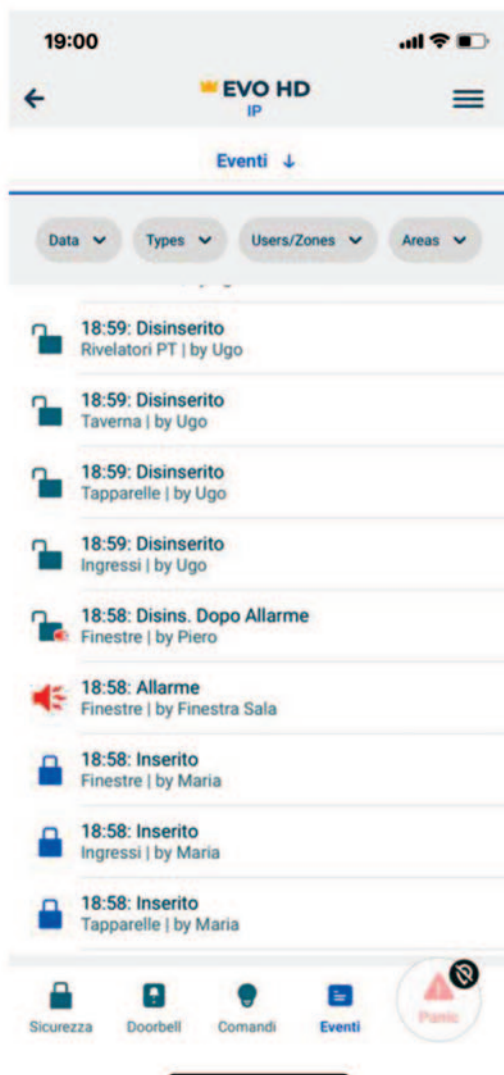 19:00
EVO HD
IP
Eventi ↓
Data
Types
Users/Zones
Areas
18:59: Disinserito
Rivelatori PT | by Ugo
18:59: Disinserito
Taverna | by Ugo
18:59: Disinserito
Tapparelle | by Ugo
18:59: Disinserito
Ingressi | by Ugo
18:58: Disins. Dopo Allarme
Finestre | by Piero
18:58: Allarme
Finestre | by Finestra Sala
18:58: Inserito
Finestre | by Maria
18:58: Inserito
Ingressi | by Maria
18:58: Inserito
Tapparelle | by Maria
Sicurezza
Doorbell
Comandi
Eventi
Panic